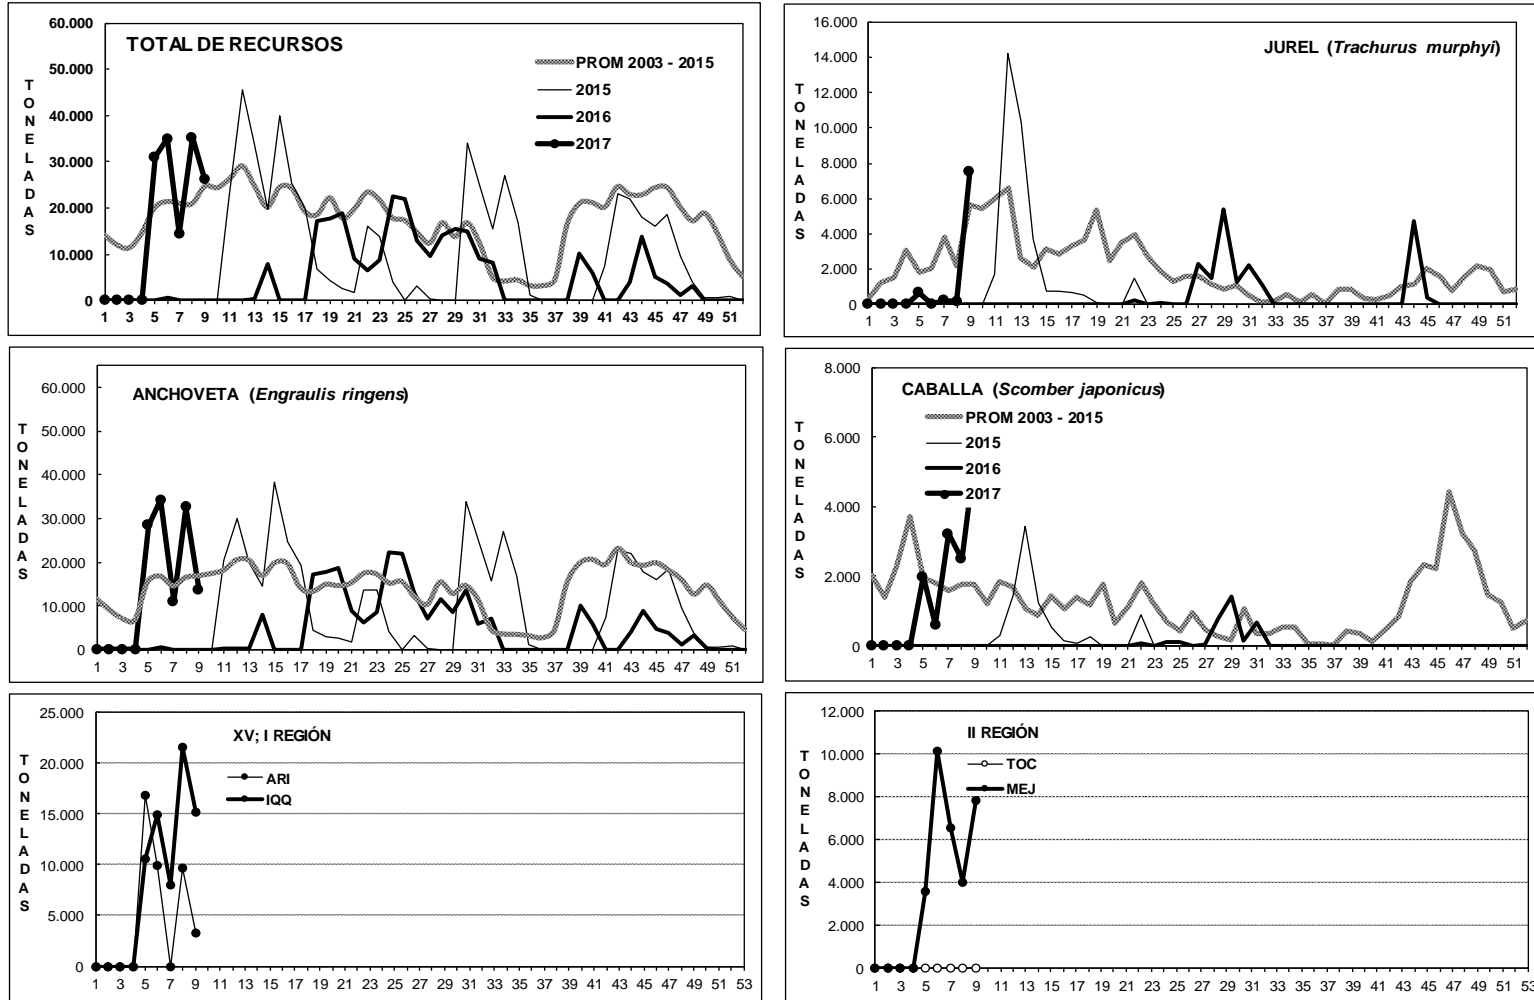 TOTAL DE RECURSOS
TONELADAS
60.000
50.000
40.000
30.000
20.000
10.000
0
PROM 2003 - 2015
2015
2016
2017
1 3 5 7 9 11 13 15 17 19 21 23 25 27 29 31 33 35 37 39 41 43 45 47 49 51
JUREL (Trachurus murphyi)
TONELADAS
16.000
14.000
12.000
10.000
8.000
6.000
4.000
2.000
0
1 3 5 7 9 11 13 15 17 19 21 23 25 27 29 31 33 35 37 39 41 43 45 47 49 51
ANCHOVETA (Engraulis ringens)
TONELADAS
60.000
50.000
40.000
30.000
20.000
10.000
0
1 3 5 7 9 11 13 15 17 19 21 23 25 27 29 31 33 35 37 39 41 43 45 47 49 51
CABALLA (Scomber japonicus)
TONELADAS
8.000
6.000
4.000
2.000
0
PROM 2003 - 2015
2015
2016
2017
1 3 5 7 9 11 13 15 17 19 21 23 25 27 29 31 33 35 37 39 41 43 45 47 49 51
XV; I REGIÓN
TONELADAS
25.000
20.000
15.000
10.000
5.000
0
ARI
IQQ
1 3 5 7 9 11 13 15 17 19 21 23 25 27 29 31 33 35 37 39 41 43 45 47 49 51 53
II REGIÓN
TONELADAS
12.000
10.000
8.000
6.000
4.000
2.000
0
TOC
MEJ
1 3 5 7 9 11 13 15 17 19 21 23 25 27 29 31 33 35 37 39 41 43 45 47 49 51 53